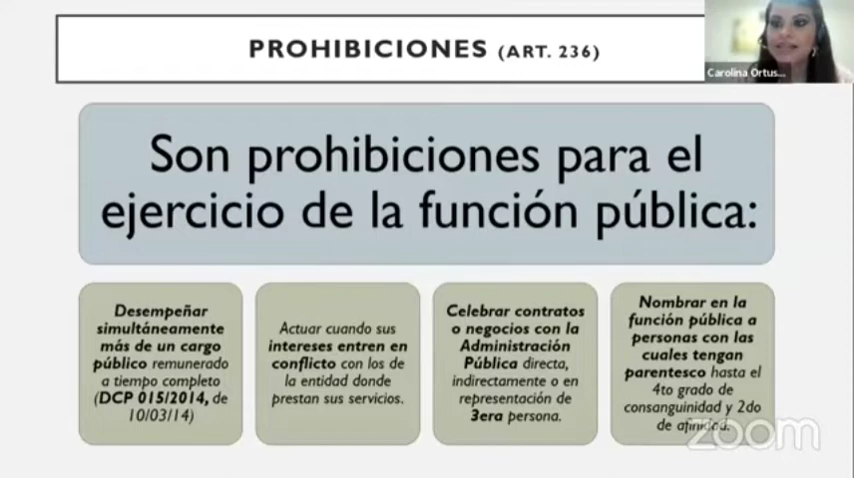 PROHIBICIONES (ART. 236)
Carolina Ortus...
Son prohibiciones para el
ejercicio de la función pública:
Desempeñar
simultáneamente
más de un cargo
público remunerado
a tiempo completo
(DCP 015/2014, de
10/03/14)
Actuar cuando sus
intereses entren en
conflicto con los de
la entidad donde
prestan sus servicios.
Celebrar contratos
o negocios con la
Administración
Pública directa,
indirectamente o en
representación de
3era persona.
Nombrar en la
función pública a
personas con las
cuales tengan
parentesco hasta el
4to grado de
consanguinidad y 2do
de afinidad.
zoom